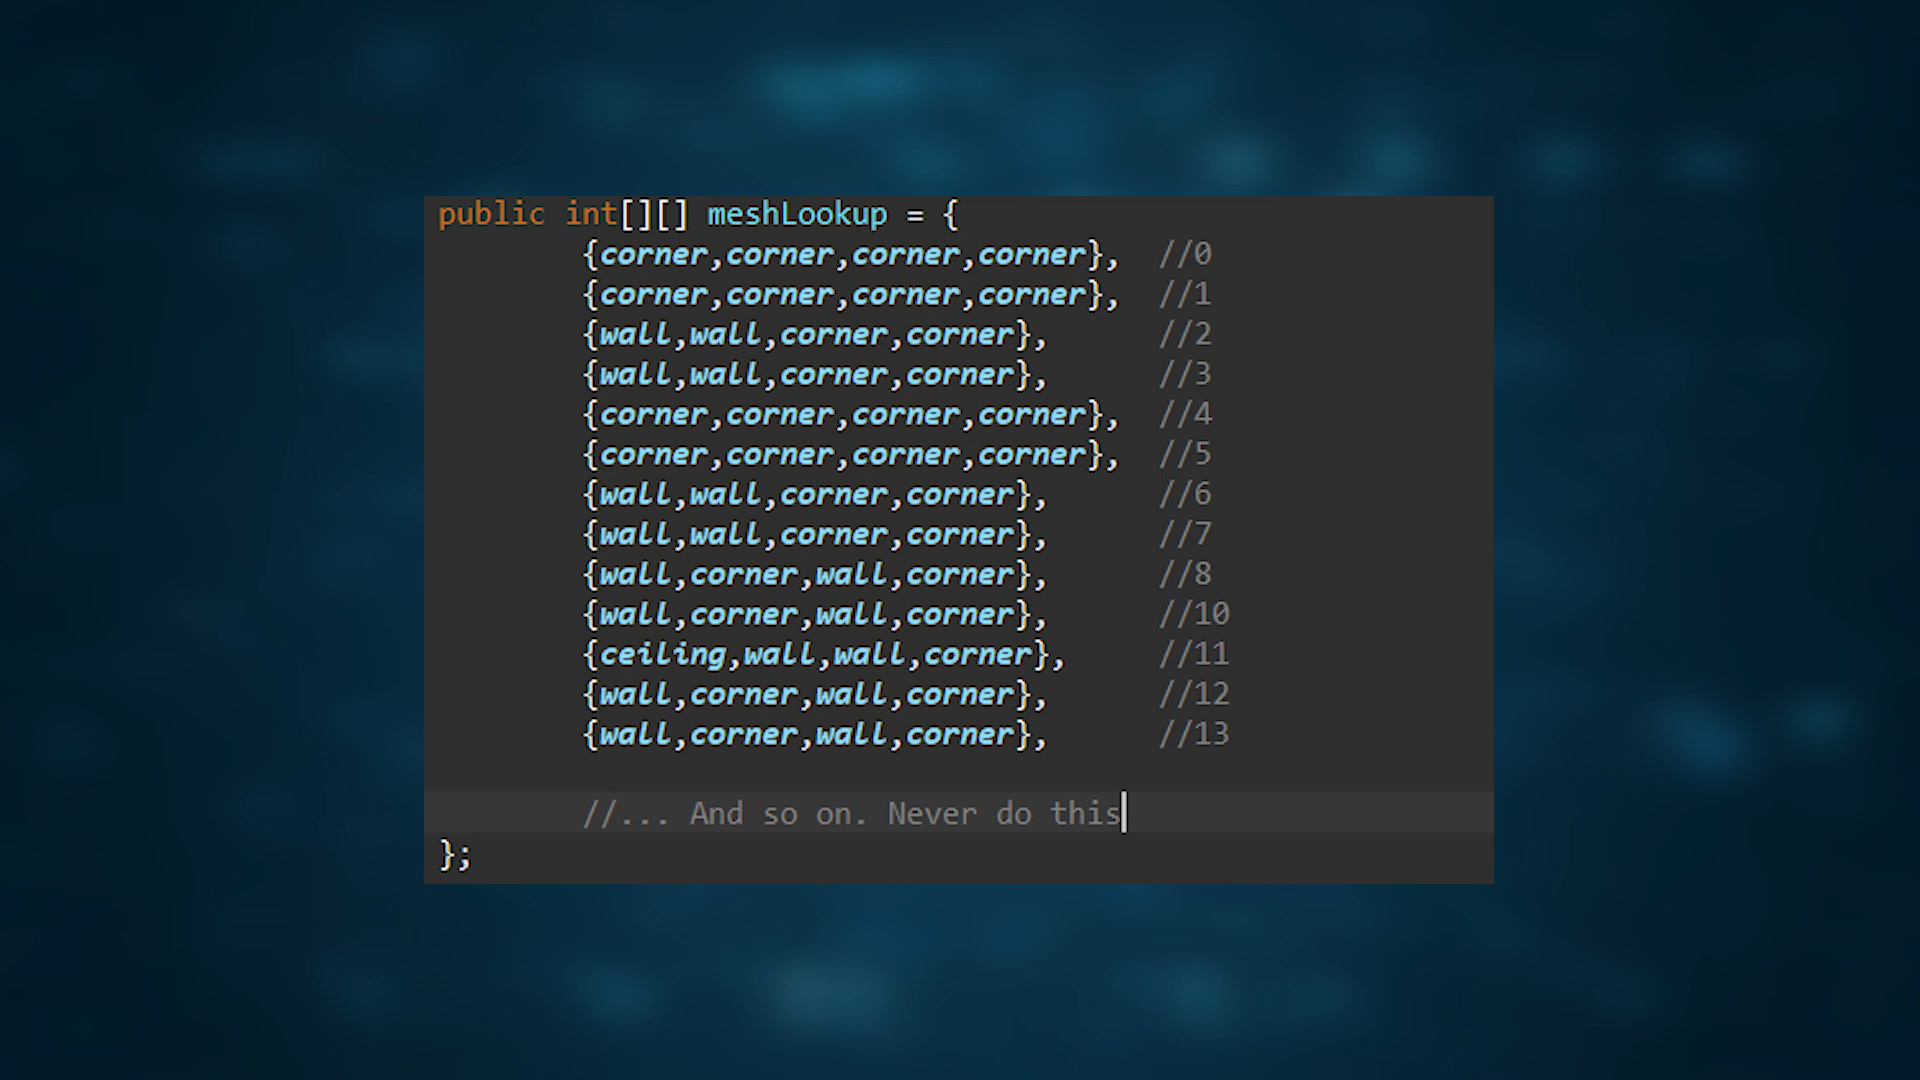 public int[][] meshLookup = {
{corner,corner,corner,corner}, //0
{corner,corner,corner,corner}, //1
{wall,wall,corner,corner}, //2
{wall,wall,corner,corner}, //3
{corner,corner,corner,corner}, //4
{corner,corner,corner,corner}, //5
{wall,wall,corner,corner}, //6
{wall,wall,corner,corner}, //7
{wall,corner,wall,corner}, //8
{wall,corner,wall,corner}, //10
{ceiling,wall,wall,corner}, //11
{wall,corner,wall,corner}, //12
{wall,corner,wall,corner}, //13
//... And so on. Never do this
};